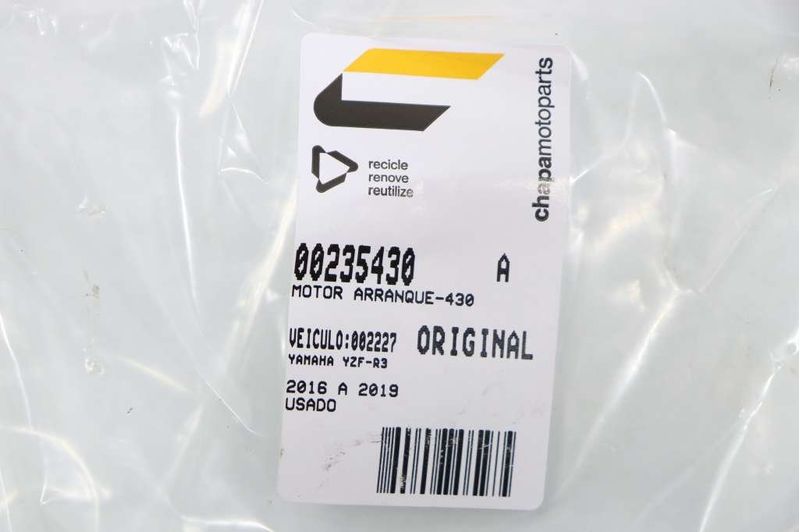 chapamotoparts
recicle
renove
reutilize
00235430 A
MOTOR ARRANQUE-430
VEICULO:002227 ORIGINAL
YAMAHA YZF-R3
2016 A 2019
USADO